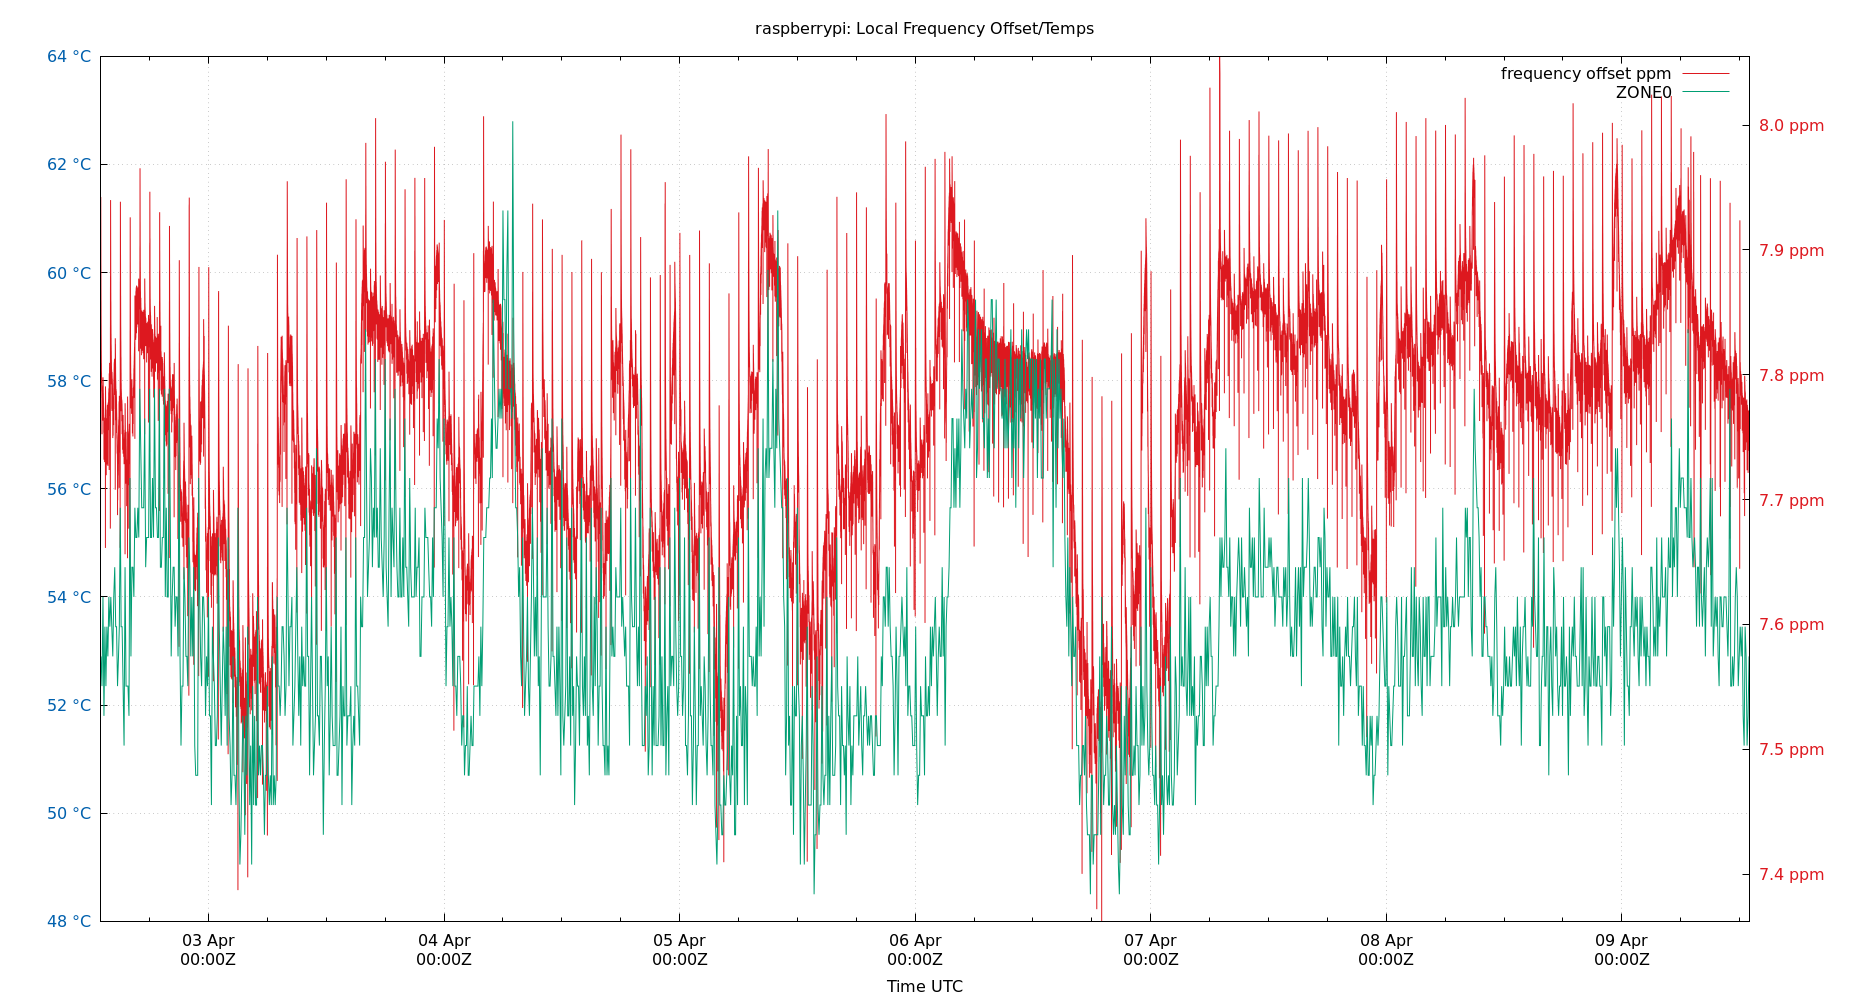 raspberrypi: Local Frequency Offset/Temps
64 °C
62 °C
60 °C
58 °C
56 °C
54 °C
52 °C
50 °C
48 °C
frequency offset ppm
ZONE0
8.0 ppm
7.9 ppm
7.8 ppm
7.7 ppm
7.6 ppm
7.5 ppm
7.4 ppm
03 Apr 04 Apr 05 Apr 06 Apr 07 Apr 08 Apr 09 Apr
00:00Z 00:00Z 00:00Z 00:00Z 00:00Z 00:00Z 00:00Z
Time UTC